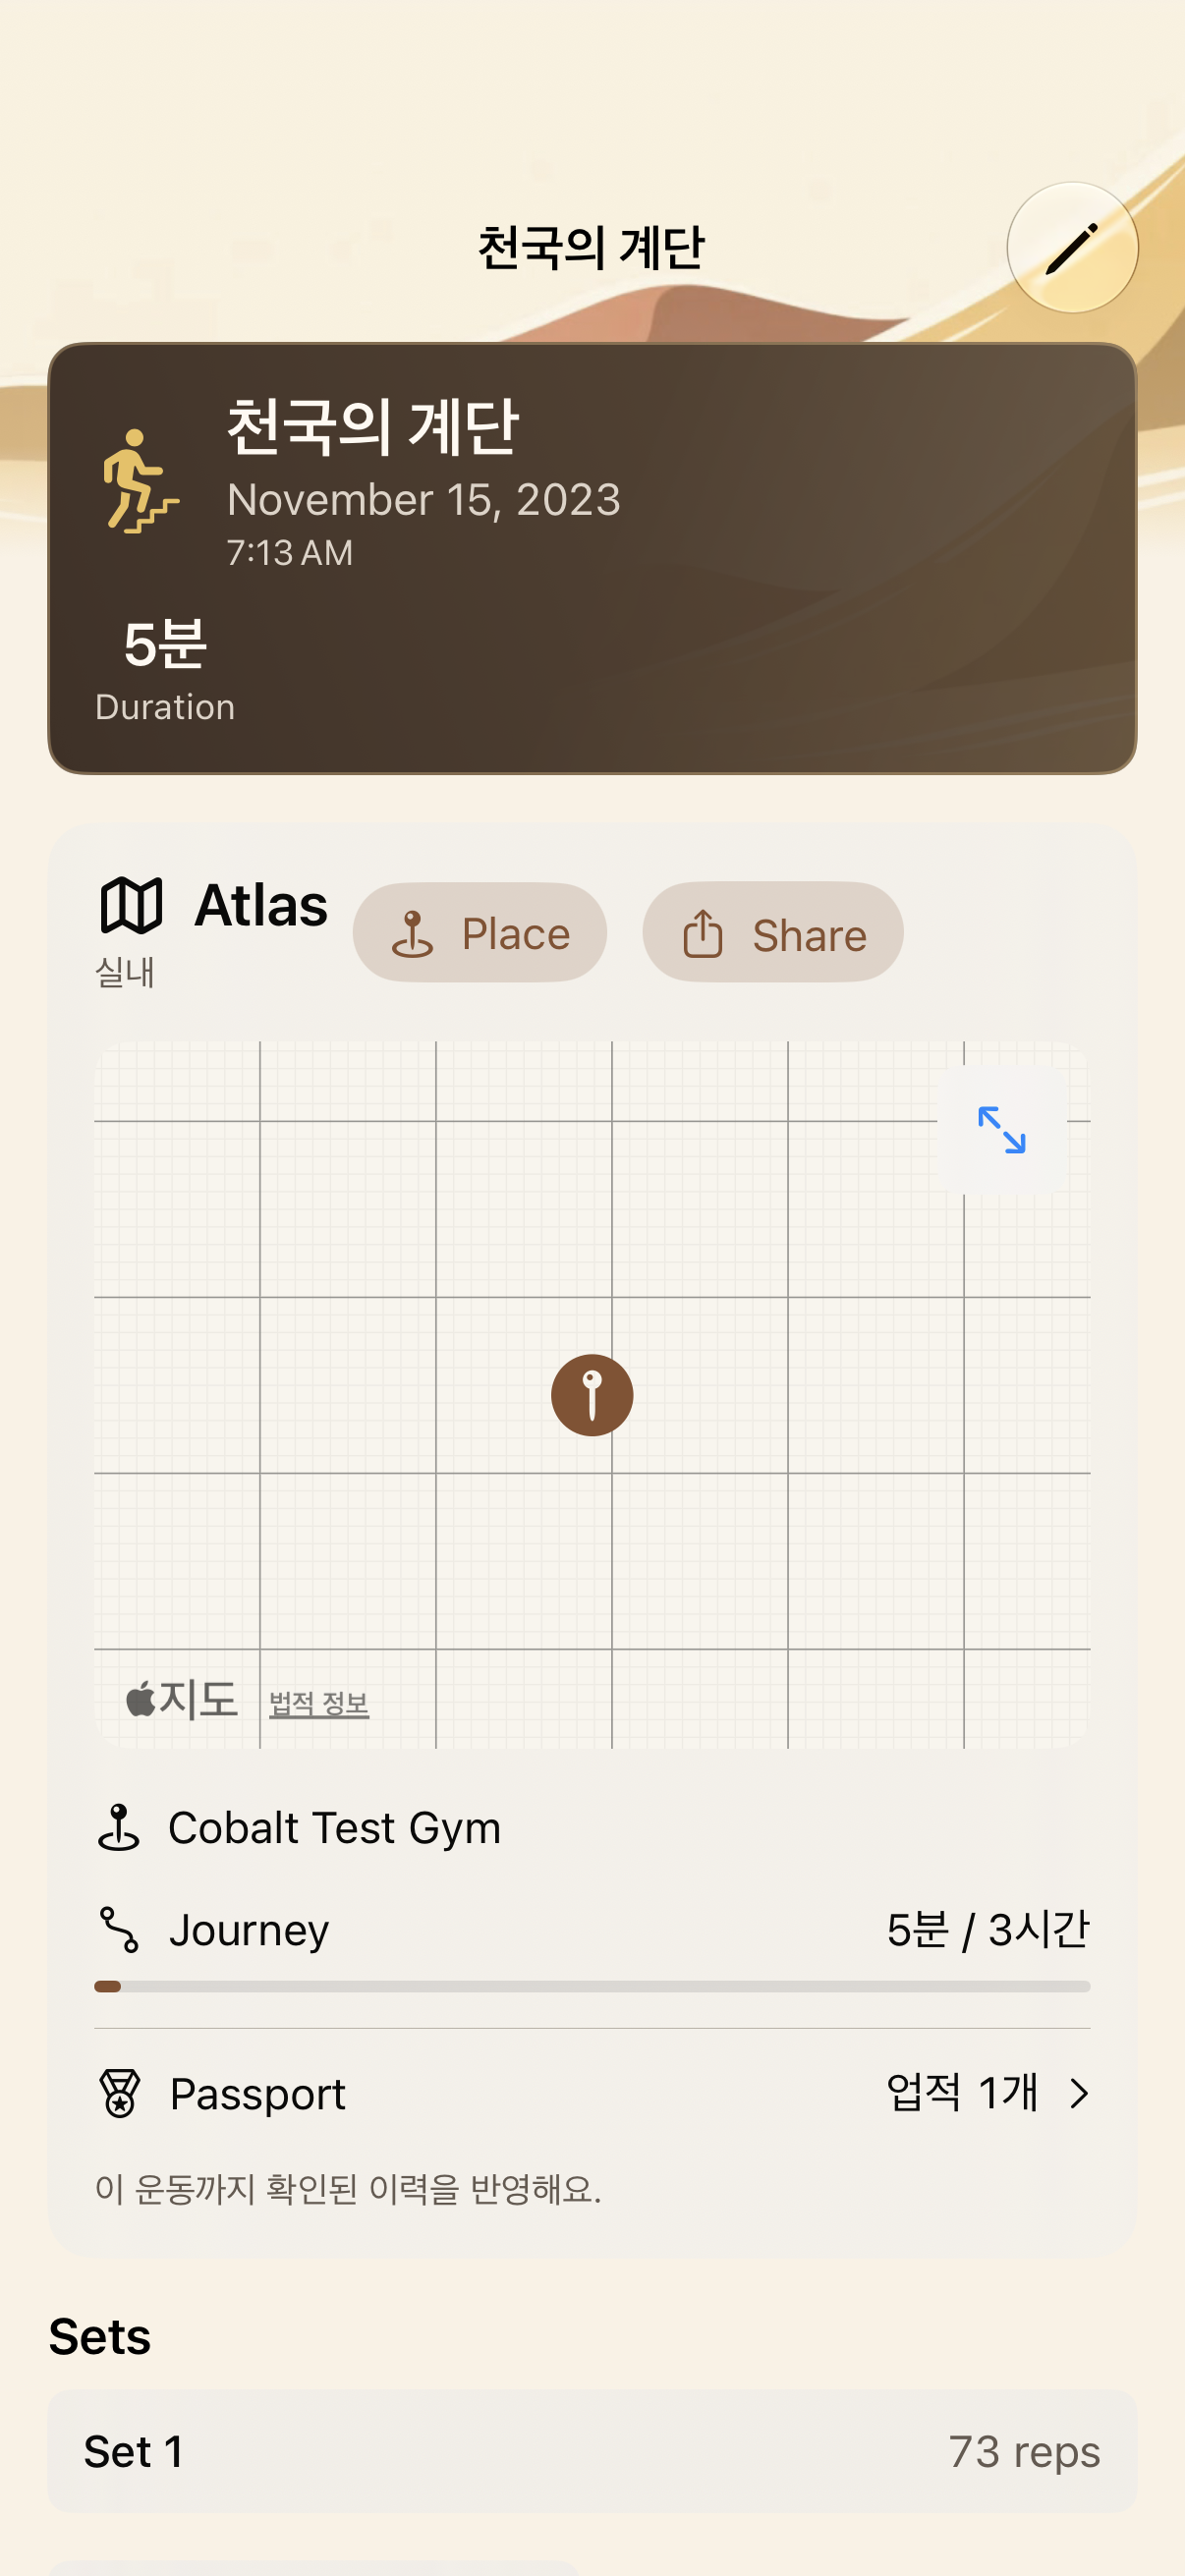 천국의 계단
천국의 계단
November 15, 2023
7:13 AM
5분
Duration
Atlas
Place
Share
실내
지도
법적 정보
Cobalt Test Gym
Journey
5분 / 3시간
Passport
업적 1개
이 운동까지 확인된 이력을 반영해요.
Sets
Set 1
73 reps